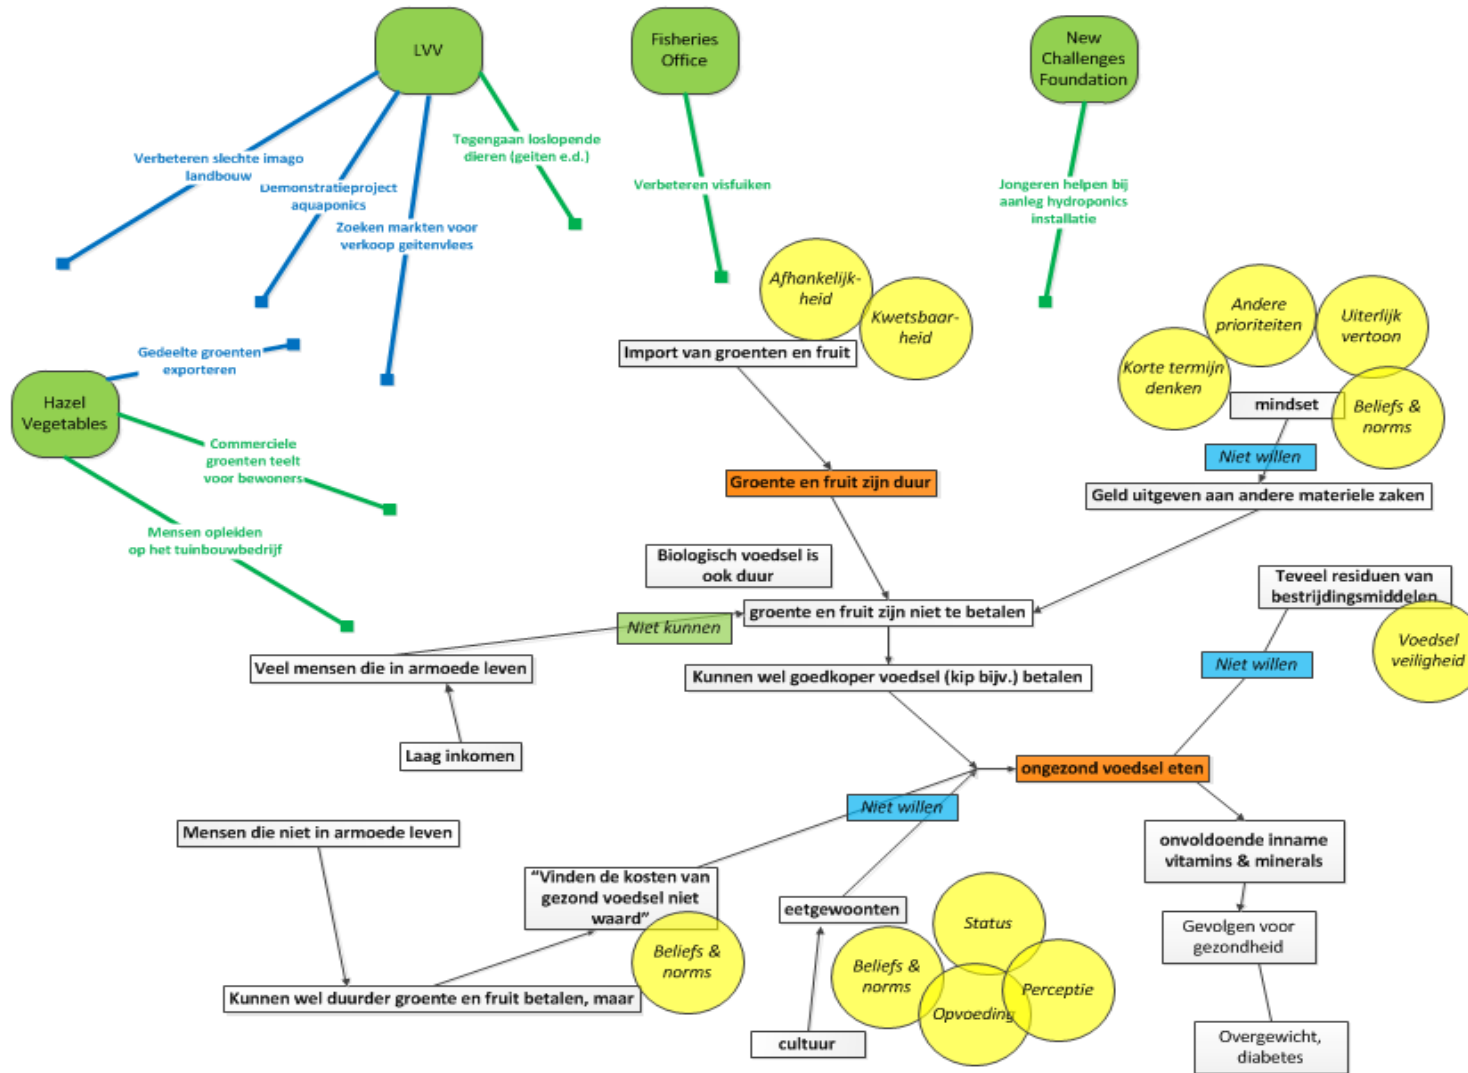 LVV
Fisheries
Office
New
Challenges
Foundation
Verbeteren slechte imago
landbouw
Demonstratieproject
aquaponics
Zoeken markten voor
verkoop geitenvlees
Tegengaan loslopende
dieren (geiten e.d.)
Verbeteren visfuiken
Jongeren helpen bij
aanleg hydroponics
installatie
Afhankelijk-
heid
Kwetsbaar-
heid
Import van groenten en fruit
Andere
prioriteiten
Uiterlijk
vertoon
Korte termijn
denken
mindset
Beliefs &
norms
Gedeelte groenten
exporteren
Hazel
Vegetables
Commerciele
groenten teelt
voor bewoners
Mensen opleiden
op het tuinbouwbedrijf
Niet willen
Groente en fruit zijn duur
Geld uitgeven aan andere materiele zaken
Biologisch voedsel is
ook duur
Teveel residuen van
bestrijdingsmiddelen
groente en fruit zijn niet te betalen
Niet kunnen
Voedsel
veiligheid
Niet willen
Veel mensen die in armoede leven
Kunnen wel goedkoper voedsel (kip bijv.) betalen
Laag inkomen
ongezond voedsel eten
Niet willen
Mensen die niet in armoede leven
onvoldoende inname
vitamins & minerals
“Vinden de kosten van
gezond voedsel niet
waard”
eetgewoonten
Status
Gevolgen voor
gezondheid
Beliefs &
norms
Beliefs &
norms
Perceptie
Opvoeding
Kunnen wel duurder groente en fruit betalen, maar
cultuur
Overgewicht,
diabetes